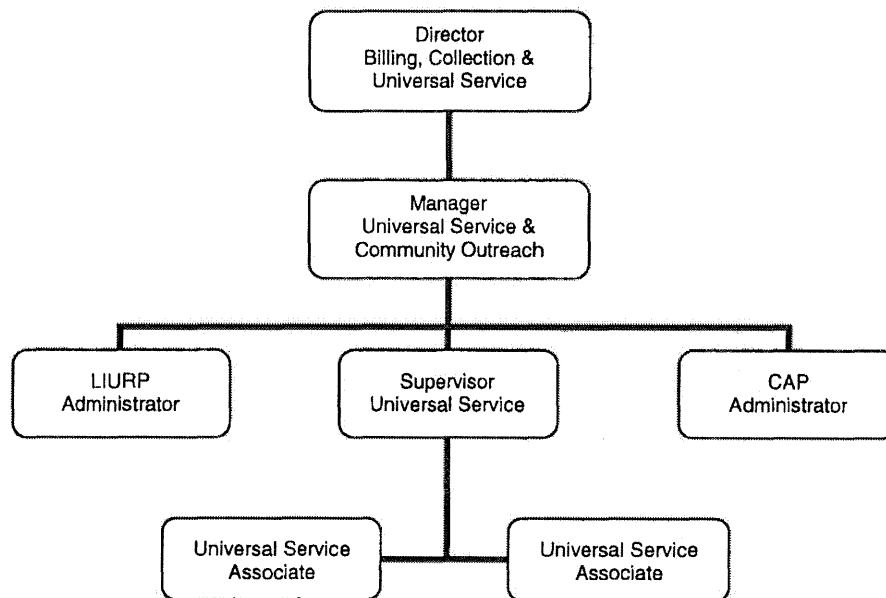 Director
Billing, Collection &
Universal Service
Manager
Universal Service &
Community Outreach
LIURP
Administrator
Supervisor
Universal Service
CAP
Administrator
Universal Service
Associate
Universal Service
Associate